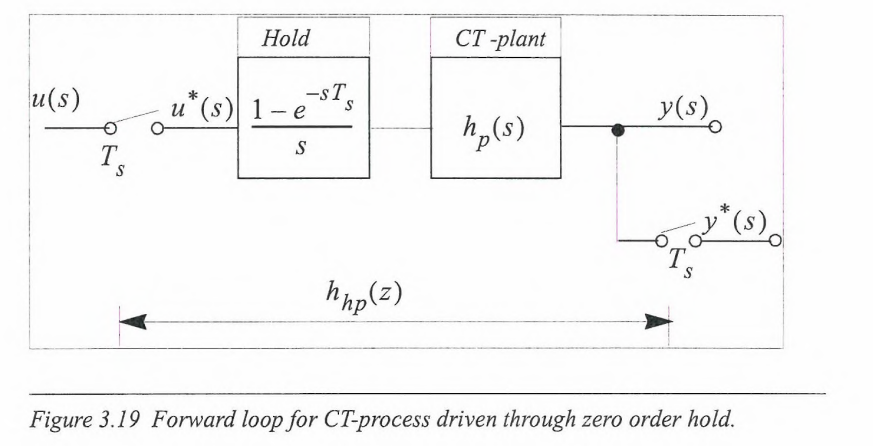 Hold
CT -plant
u(s)
u*(s)
1 – e^{-sT_s}
s
h_p(s)
y(s)
T_s
y*(s)
T_s
h_{hp}(z)
Figure 3.19 Forward loop for CT-process driven through zero order hold.